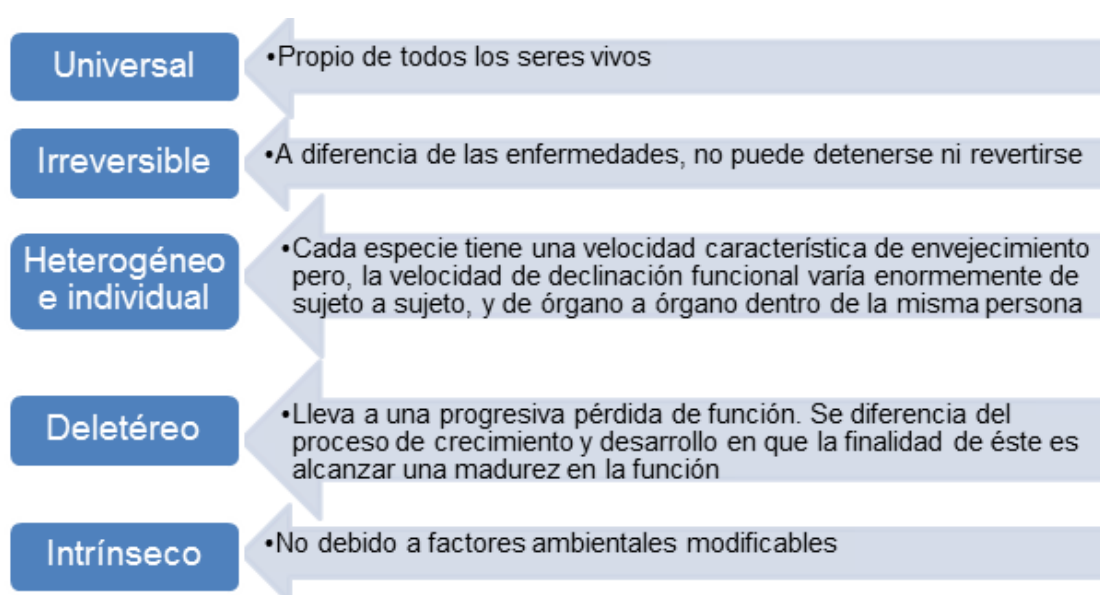 Universal
•Propio de todos los seres vivos
Irreversible
•A diferencia de las enfermedades, no puede detenerse ni revertirse
Heterogéneo
e individual
•Cada especie tiene una velocidad característica de envejecimiento
pero, la velocidad de declinación funcional varía enormemente de
sujeto a sujeto, y de órgano a órgano dentro de la misma persona
Deletéreo
•Lleva a una progresiva pérdida de función. Se diferencia del
proceso de crecimiento y desarrollo en que la finalidad de éste es
alcanzar una madurez en la función
Intrínseco
•No debido a factores ambientales modificables